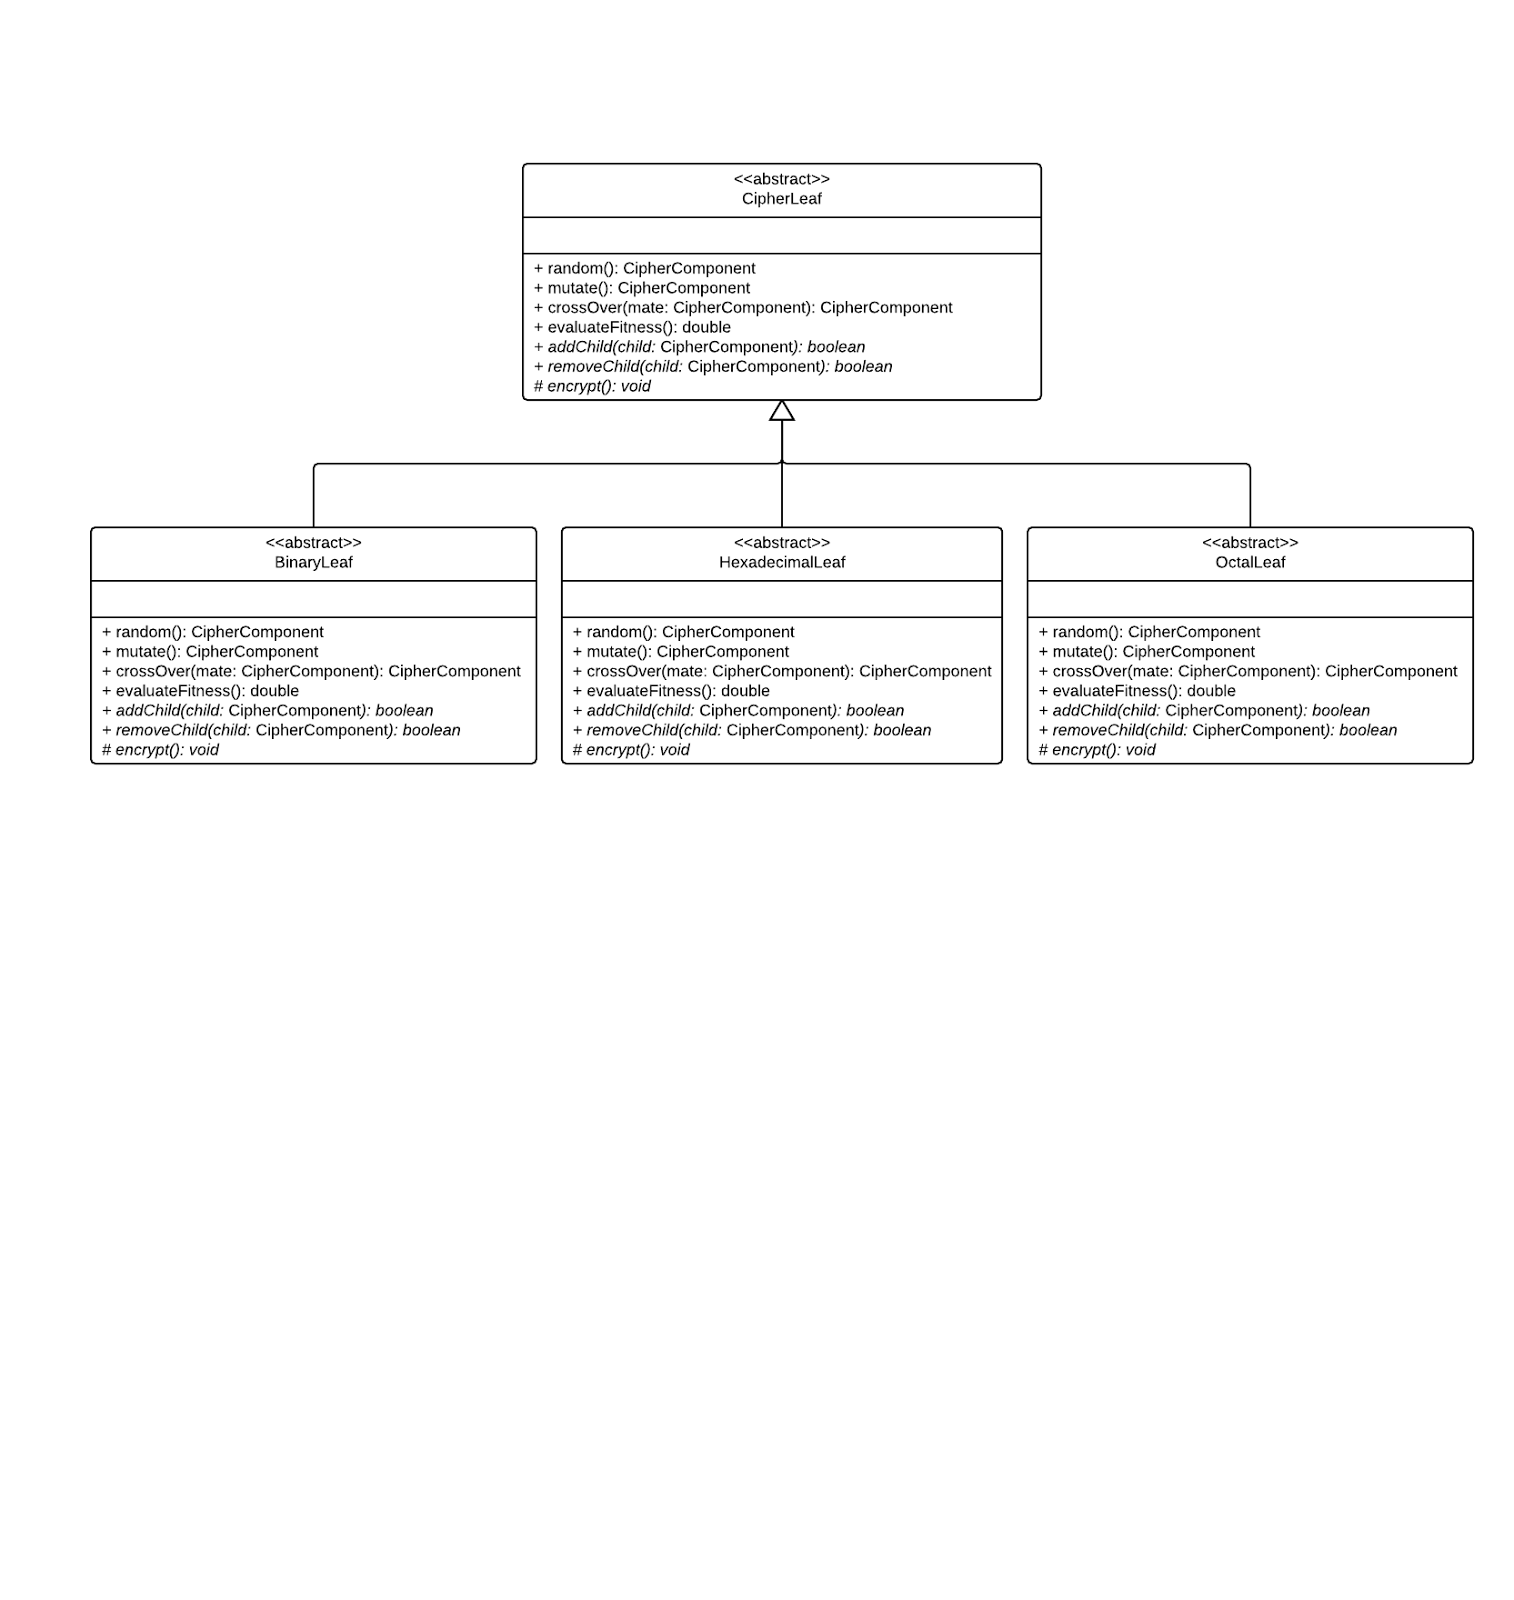 <<abstract>>
CipherLeaf
+ random(): CipherComponent
+ mutate(): CipherComponent
+ crossOver(mate: CipherComponent): CipherComponent
+ evaluateFitness(): double
+ addChild(child: CipherComponent): boolean
+ removeChild(child: CipherComponent): boolean
# encrypt(): void
<<abstract>>
BinaryLeaf
+ random(): CipherComponent
+ mutate(): CipherComponent
+ crossOver(mate: CipherComponent): CipherComponent
+ evaluateFitness(): double
+ addChild(child: CipherComponent): boolean
+ removeChild(child: CipherComponent): boolean
# encrypt(): void
<<abstract>>
HexadecimalLeaf
+ random(): CipherComponent
+ mutate(): CipherComponent
+ crossOver(mate: CipherComponent): CipherComponent
+ evaluateFitness(): double
+ addChild(child: CipherComponent): boolean
+ removeChild(child: CipherComponent): boolean
# encrypt(): void
<<abstract>>
OctalLeaf
+ random(): CipherComponent
+ mutate(): CipherComponent
+ crossOver(mate: CipherComponent): CipherComponent
+ evaluateFitness(): double
+ addChild(child: CipherComponent): boolean
+ removeChild(child: CipherComponent): boolean
# encrypt(): void